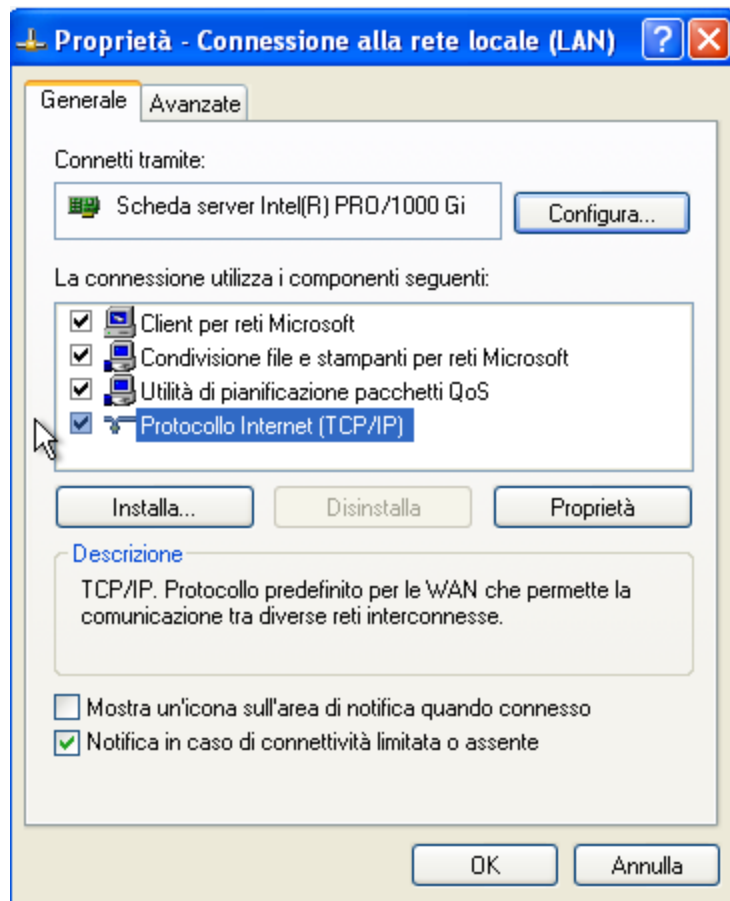 Proprietà - Connessione alla rete locale (LAN)
Generale
Avanzate
Connetti tramite:
Scheda server Intel(R) PRO/1000 Gi
Configura...
La connessione utilizza i componenti seguenti:
Client per reti Microsoft
Condivisione file e stampanti per reti Microsoft
Utilità di pianificazione pacchetti QoS
Protocollo Internet (TCP/IP)
Installa...
Disinstalla
Proprietà
Descrizione
TCP/IP. Protocollo predefinito per le WAN che permette la
comunicazione tra diverse reti interconnesse.
Mostra un'icona sull'area di notifica quando connesso
Notifica in caso di connettività limitata o assente
OK
Annulla